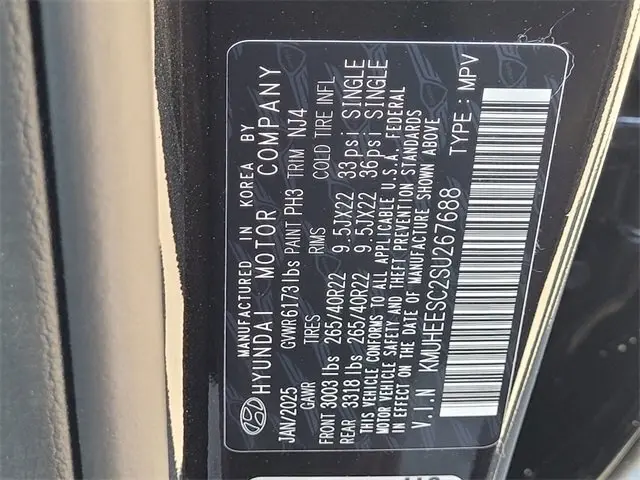 MANUFACTURED IN KOREA BY
HYUNDAI MOTOR COMPANY
JAN/2025 GVWR6173lbs PAINT PH3 TRIM NJ4
GAWR TIRES RIMS COLD TIRE INFL
FRONT 3003 lbs 265/40R22 9.5JX22 33psi SINGLE
REAR 3318 lbs 265/40R22 9.5JX22 36psi SINGLE
THIS VEHICLE CONFORMS TO ALL APPLICABLE U.S.A. FEDERAL
MOTOR VEHICLE SAFETY AND THEFT PREVENTION STANDARDS
IN EFFECT ON THE DATE OF MANUFACTURE SHOWN ABOVE
V.I.N KMUHEESC2SU267688 TYPE: MPV